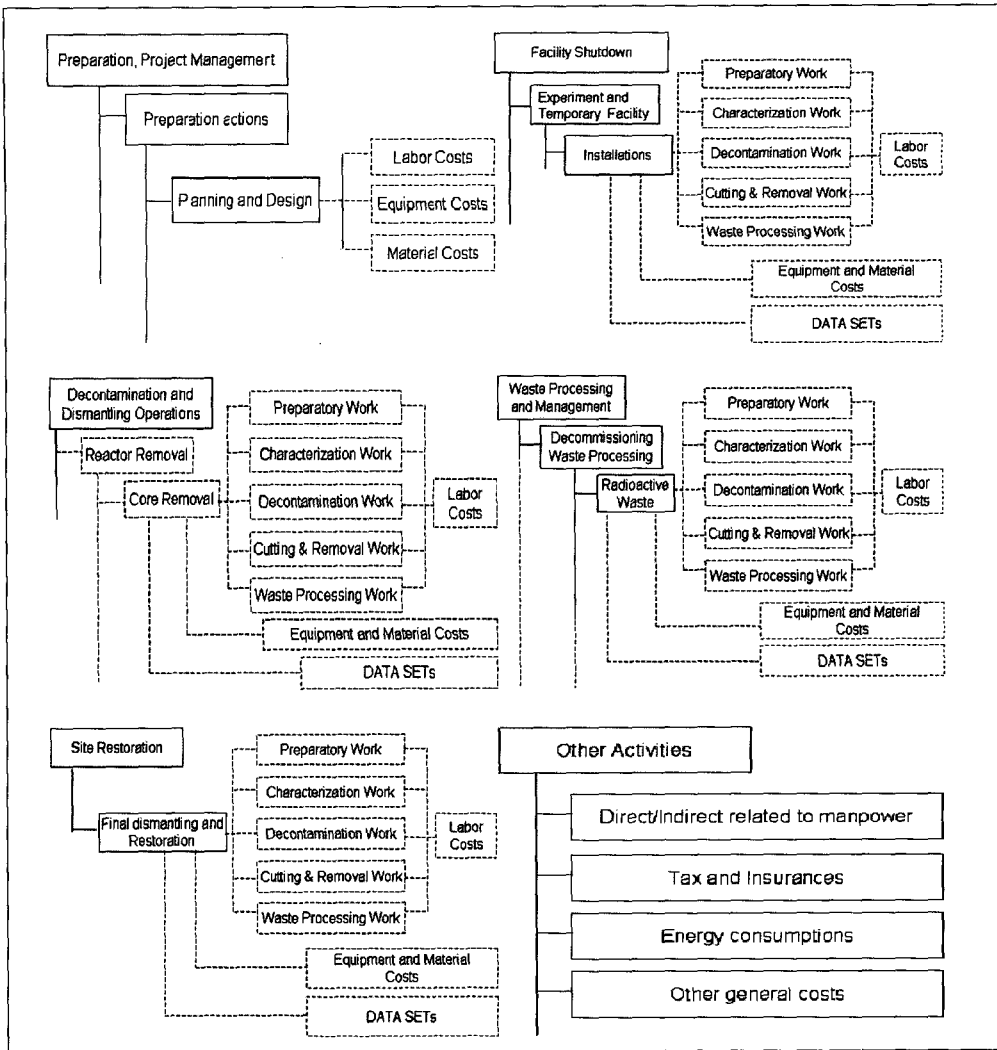 Preparation, Project Management
Preparation actions
Planning and Design
Labor Costs
Equipment Costs
Material Costs
Facility Shutdown
Experiment and
Temporary Facility
Installations
Preparatory Work
Characterization Work
Decontamination Work
Cutting & Removal Work
Waste Processing Work
Labor
Costs
Equipment and Material
Costs
DATA SETs
Decontamination and
Dismantling Operations
Reactor Removal
Core Removal
Preparatory Work
Characterization Work
Decontamination Work
Cutting & Removal Work
Waste Processing Work
Labor
Costs
Equipment and Material Costs
DATA SETs
Waste Processing
and Management
Decommissioning
Waste Processing
Radioactive
Waste
Preparatory Work
Characterization Work
Decontamination Work
Cutting & Removal Work
Waste Processing Work
Labor
Costs
Equipment and Material
Costs
DATA SETs
Site Restoration
Final dismantling and
Restoration
Preparatory Work
Characterization Work
Decontamination Work
Cutting & Removal Work
Waste Processing Work
Labor
Costs
Equipment and Material
Costs
DATA SETs
Other Activities
Direct/Indirect related to manpower
Tax and Insurances
Energy consumptions
Other general costs